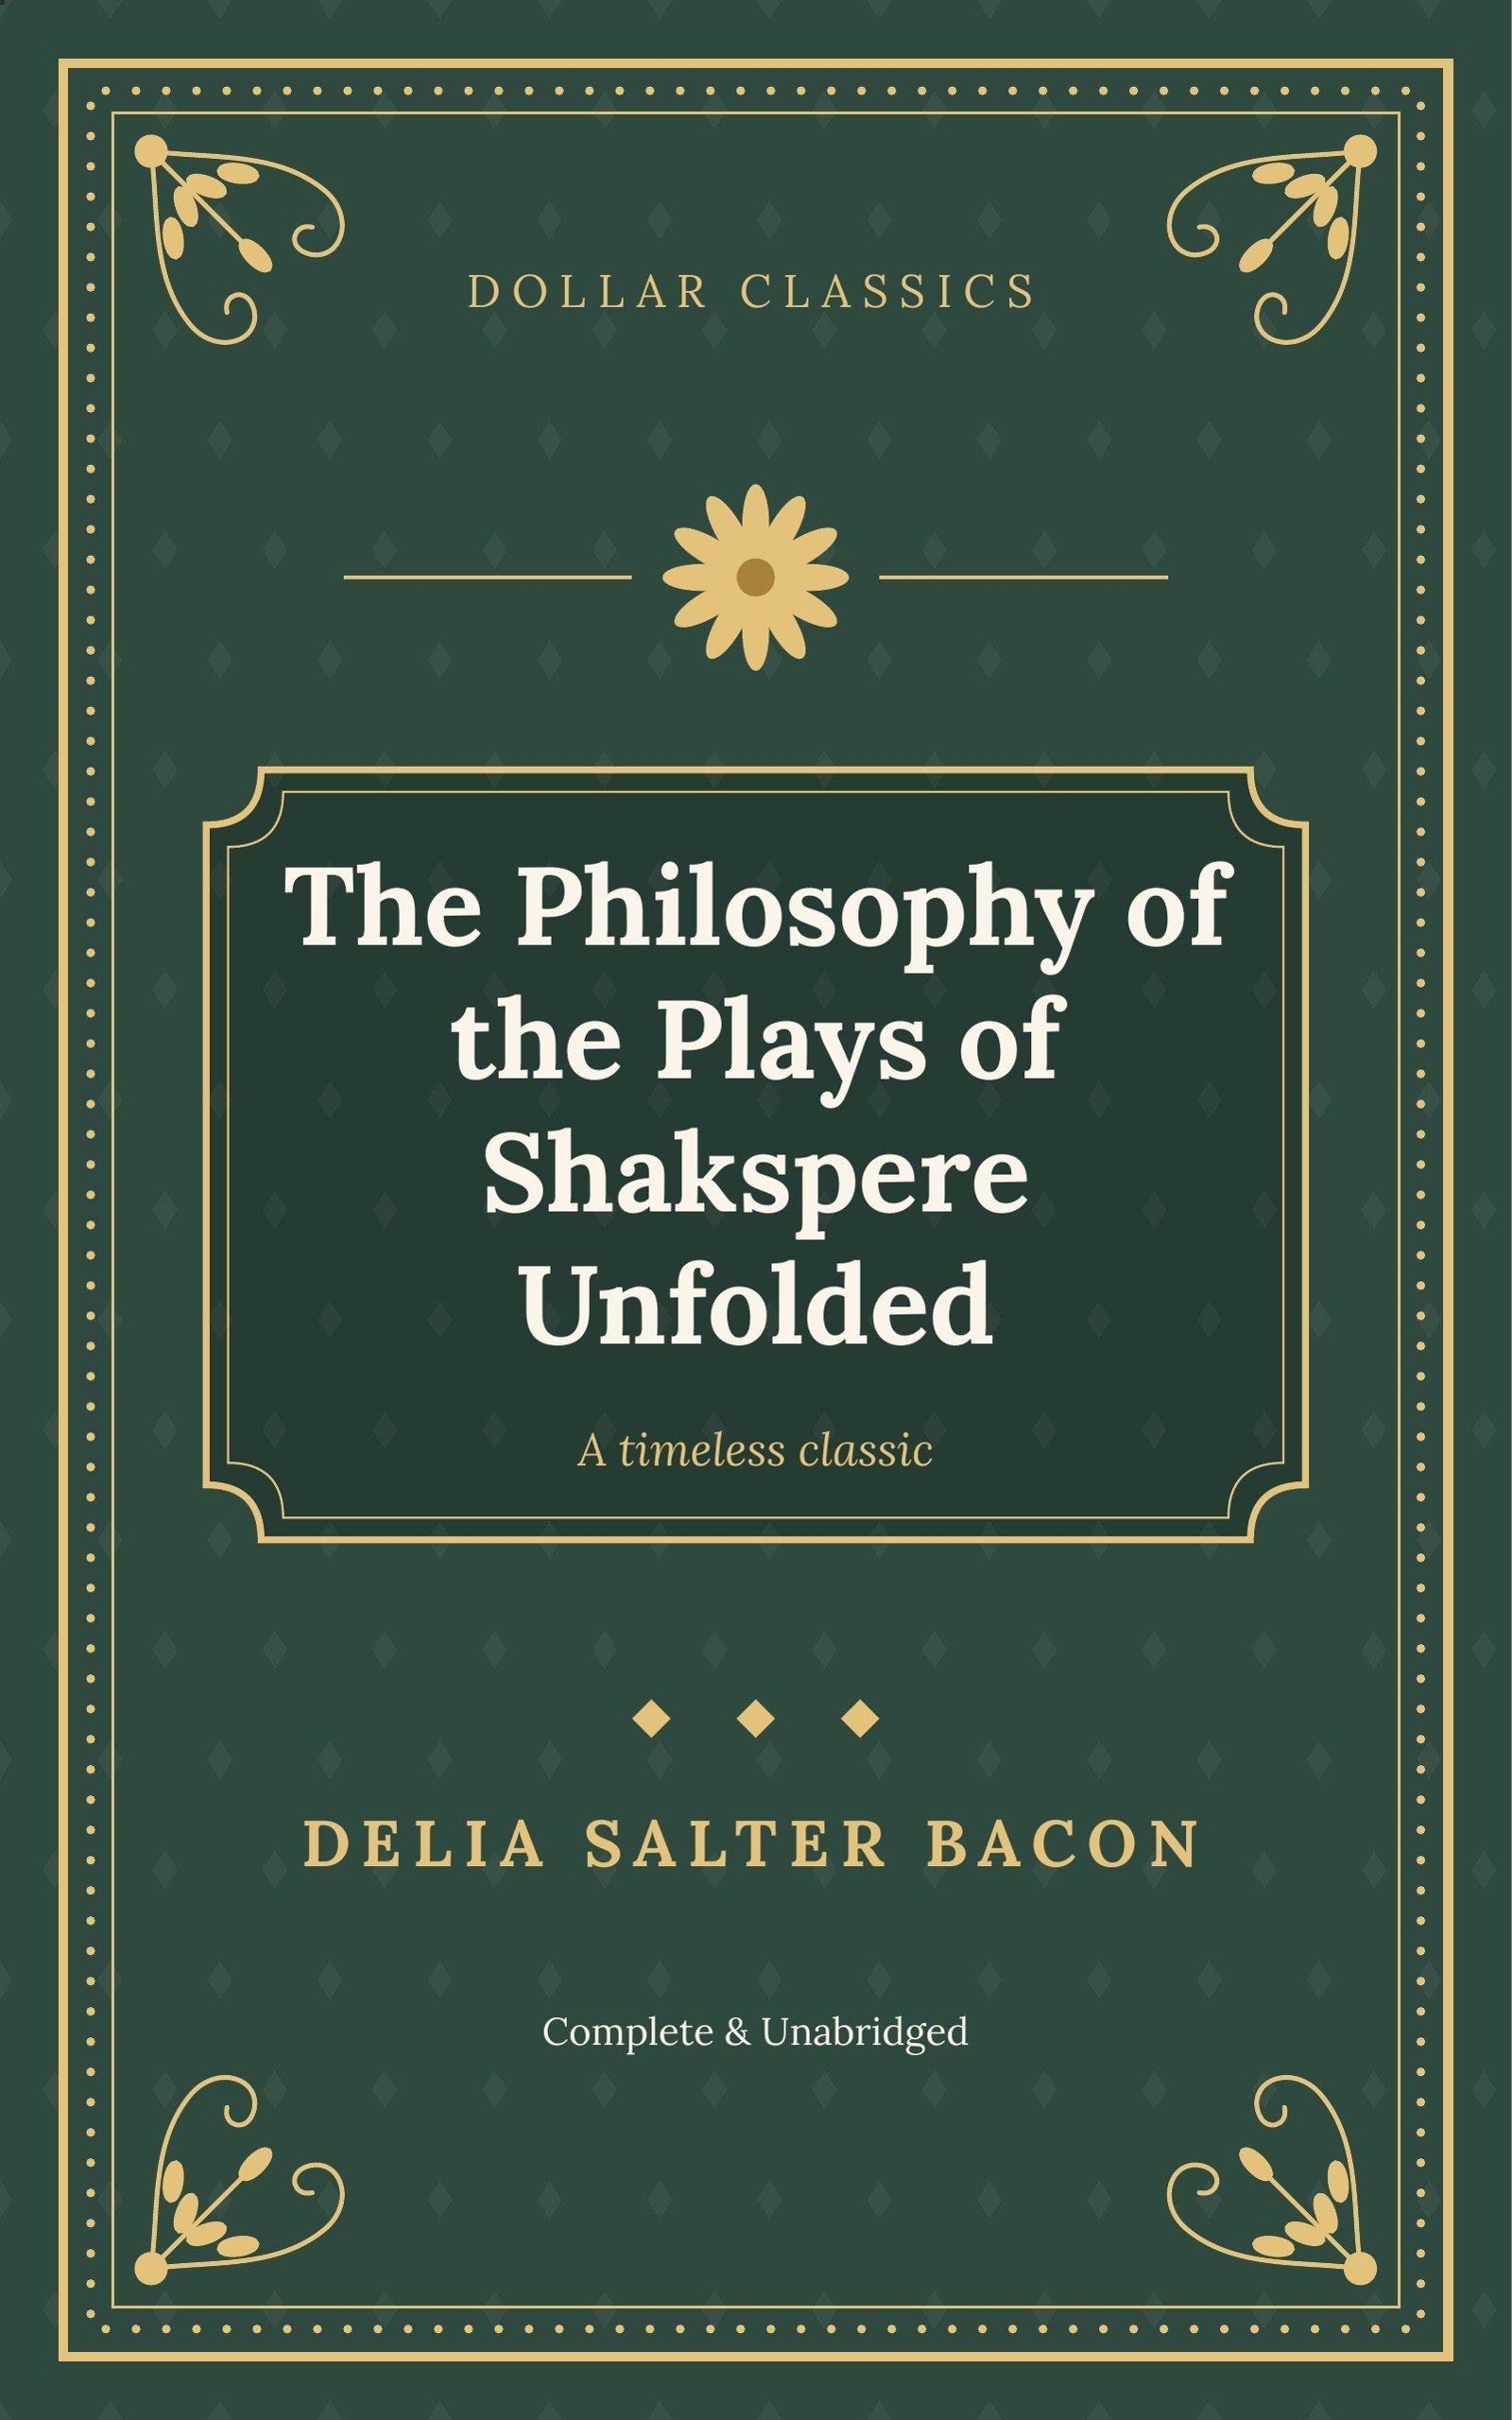 DOLLAR CLASSICS
The Philosophy of
the Plays of
Shakspere
Unfolded
A timeless classic
DELIA SALTER BACON
Complete & Unabridged